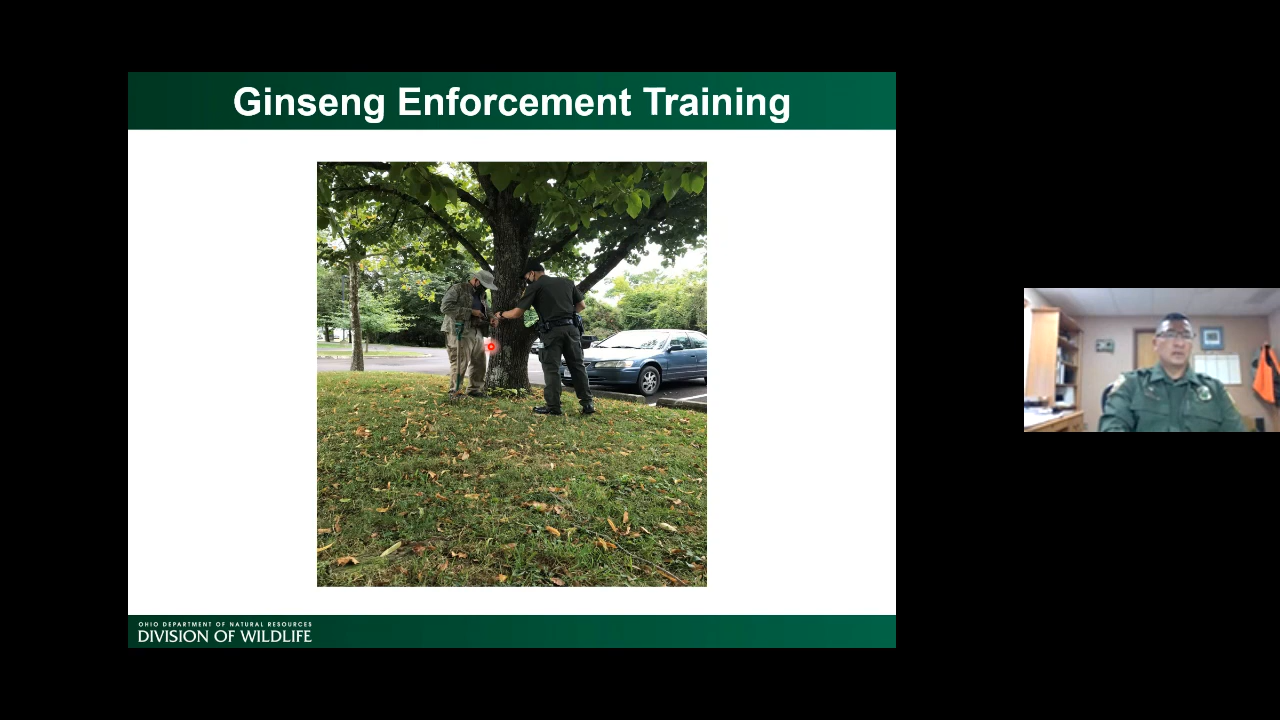 Ginseng Enforcement Training
OHIO DEPARTMENT OF NATURAL RESOURCES
DIVISION OF WILDLIFE